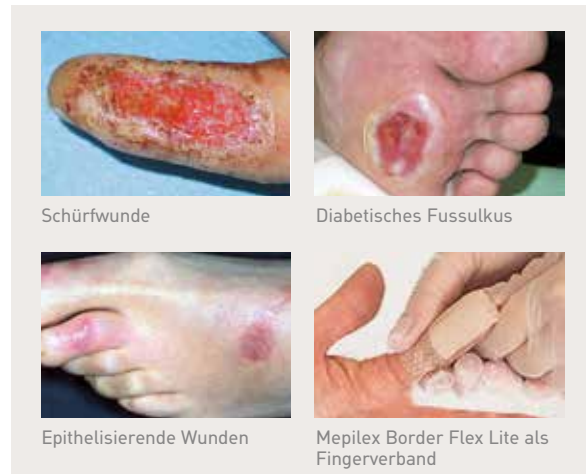 Schürfwunde
Diabetisches Fussulkus
Epithelisierende Wunden
Mepilex Border Flex Lite als
Fingerverband